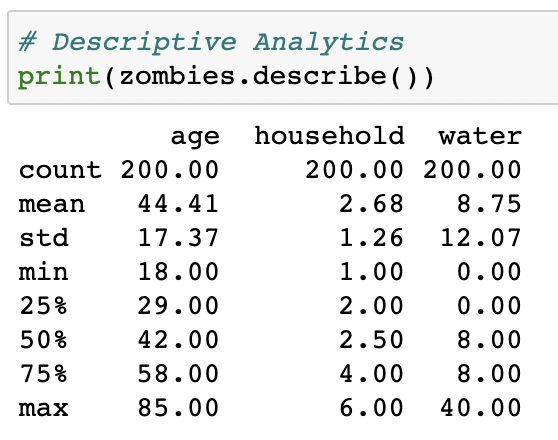 # Descriptive Analytics
print(zombies.describe())
age household water
count 200.00 200.00 200.00
mean 44.41 2.68 8.75
std 17.37 1.26 12.07
min 18.00 1.00 0.00
25% 29.00 2.00 0.00
50% 42.00 2.50 8.00
75% 58.00 4.00 8.00
max 85.00 6.00 40.00